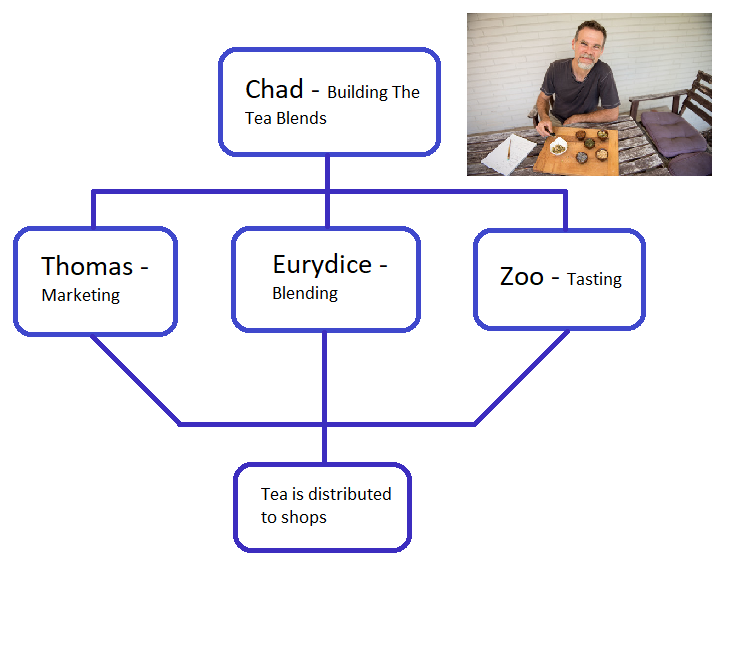 Chad - Building The
Tea Blends
Thomas -
Marketing
Eurydice -
Blending
Zoo - Tasting
Tea is distributed
to shops